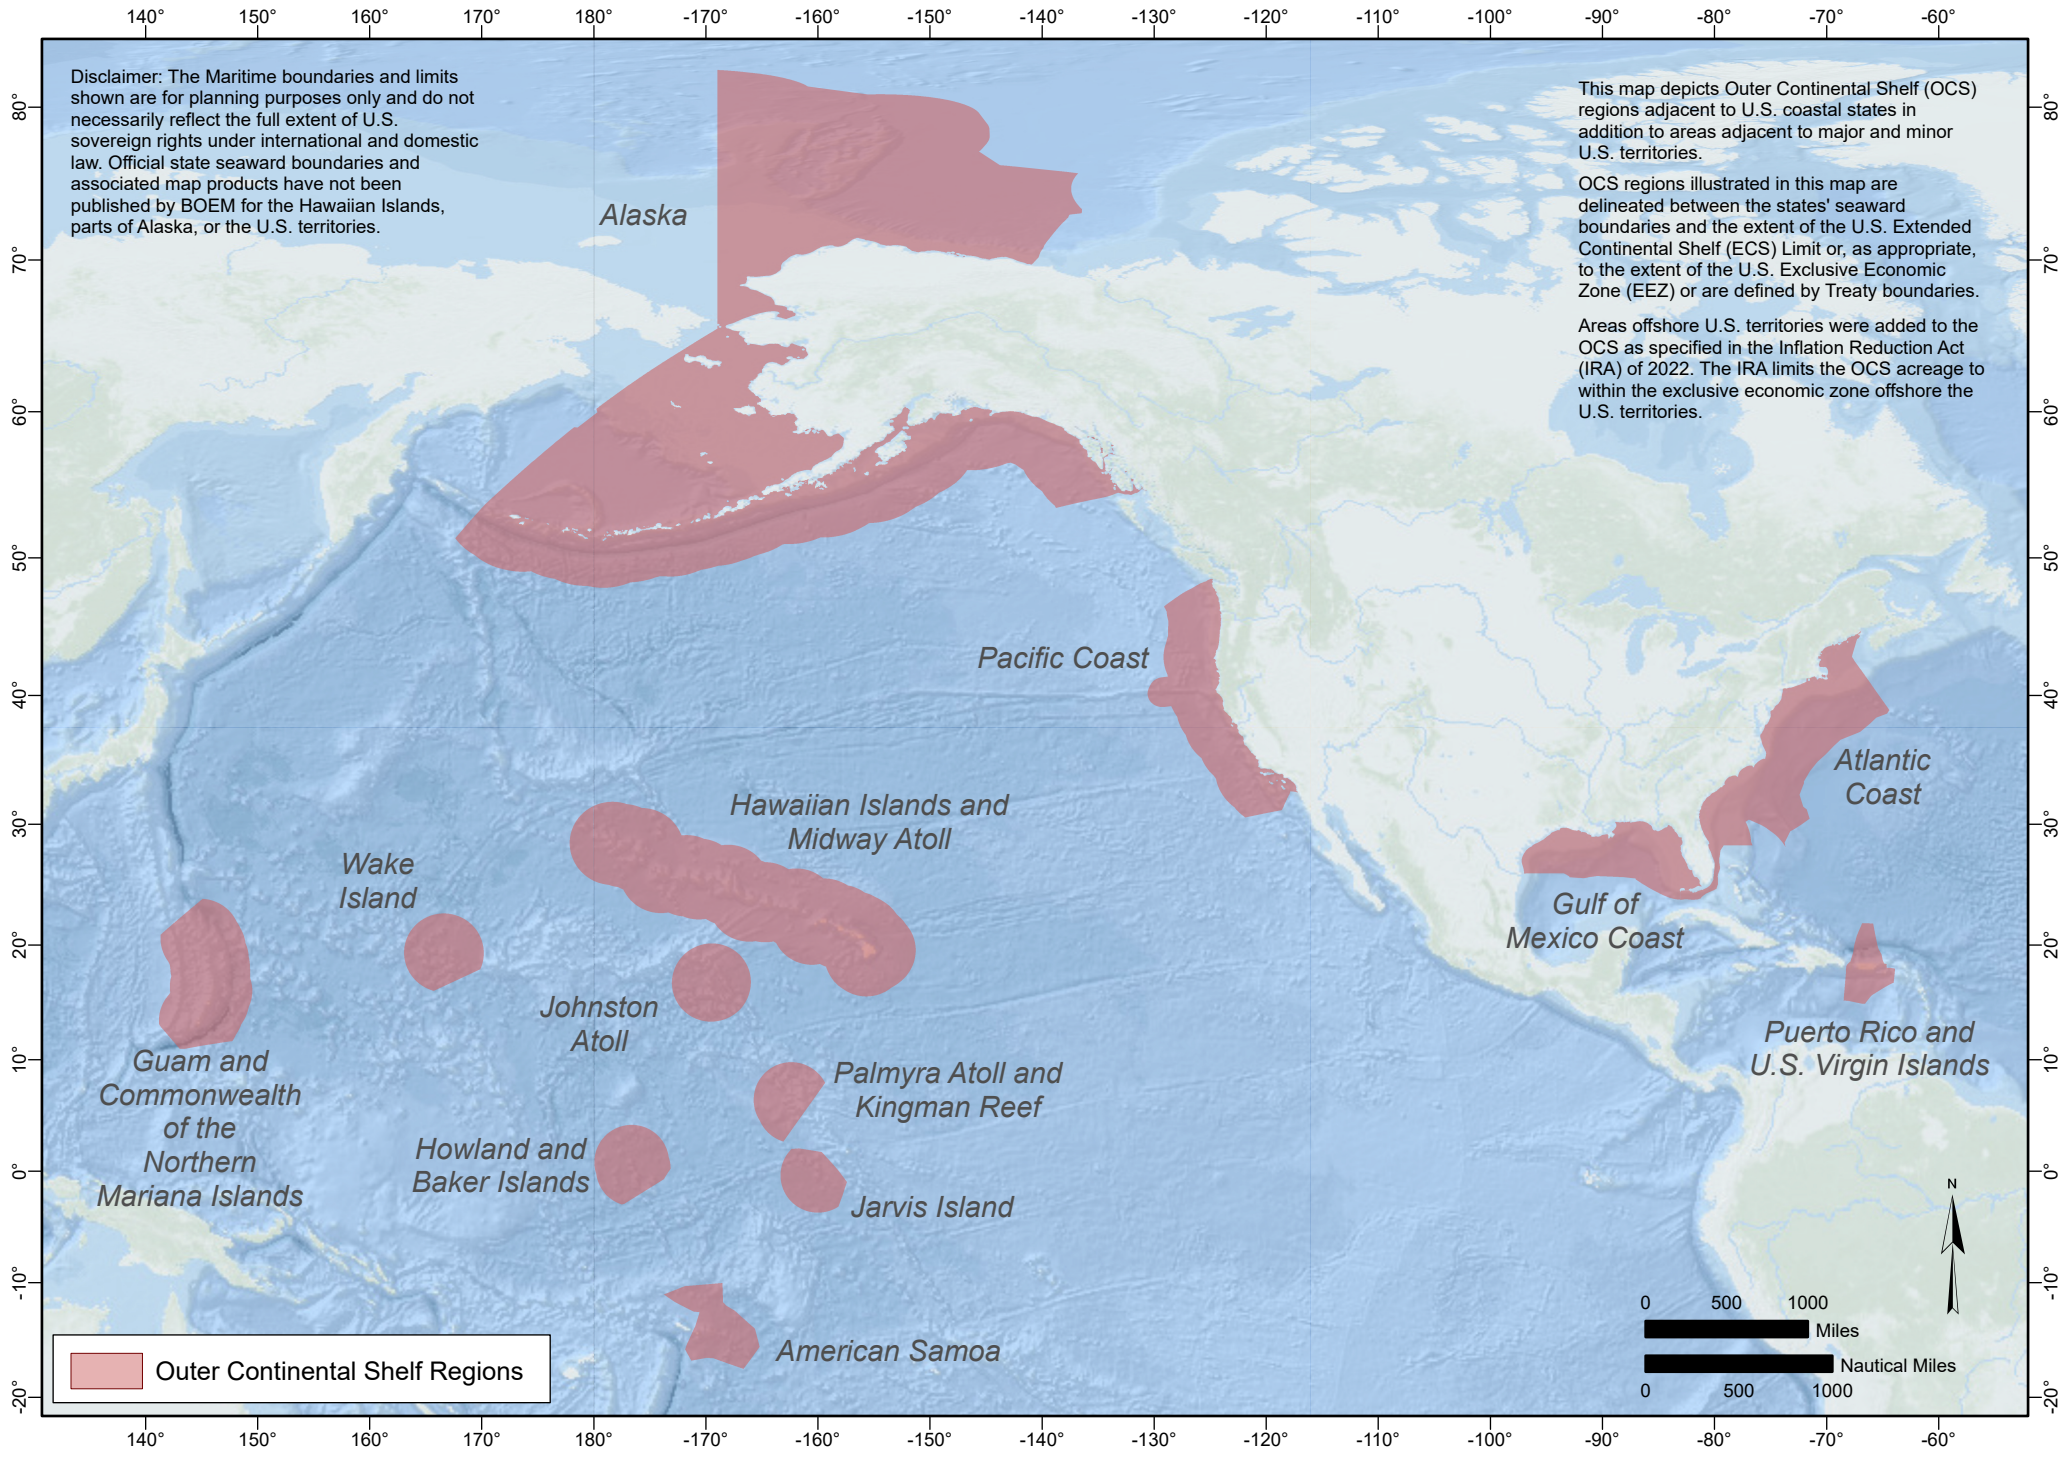 140° 150° 160° 170° 180° -170° -160° -150° -140° -130° -120° -110° -100° -90° -80° -70° -60°
Disclaimer: The Maritime boundaries and limits
shown are for planning purposes only and do not
necessarily reflect the full extent of U.S.
sovereign rights under international and domestic
law. Official state seaward boundaries and
associated map products have not been
published by BOEM for the Hawaiian Islands,
parts of Alaska, or the U.S. territories.
This map depicts Outer Continental Shelf (OCS)
regions adjacent to U.S. coastal states in
addition to areas adjacent to major and minor
U.S. territories.
OCS regions illustrated in this map are
delineated between the states' seaward
boundaries and the extent of the U.S. Extended
Continental Shelf (ECS) Limit or, as appropriate,
to the extent of the U.S. Exclusive Economic
Zone (EEZ) or are defined by Treaty boundaries.
Areas offshore U.S. territories were added to the
OCS as specified in the Inflation Reduction Act
(IRA) of 2022. The IRA limits the OCS acreage to
within the exclusive economic zone offshore the
U.S. territories.
80°
70°
60°
50°
40°
30°
20°
10°
0°
-10°
-20°
Alaska
Pacific Coast
Atlantic
Coast
Hawaiian Islands and
Midway Atoll
Wake
Island
Gulf of
Mexico Coast
Johnston
Atoll
Puerto Rico and
U.S. Virgin Islands
Guam and
Commonwealth
of the
Northern
Mariana Islands
Palmyra Atoll and
Kingman Reef
Howland and
Baker Islands
Jarvis Island
American Samoa
N
0 500 1000
Miles
Nautical Miles
0 500 1000
Outer Continental Shelf Regions
80°
70°
60°
50°
40°
30°
20°
10°
0°
-10°
-20°
140° 150° 160° 170° 180° -170° -160° -150° -140° -130° -120° -110° -100° -90° -80° -70° -60°